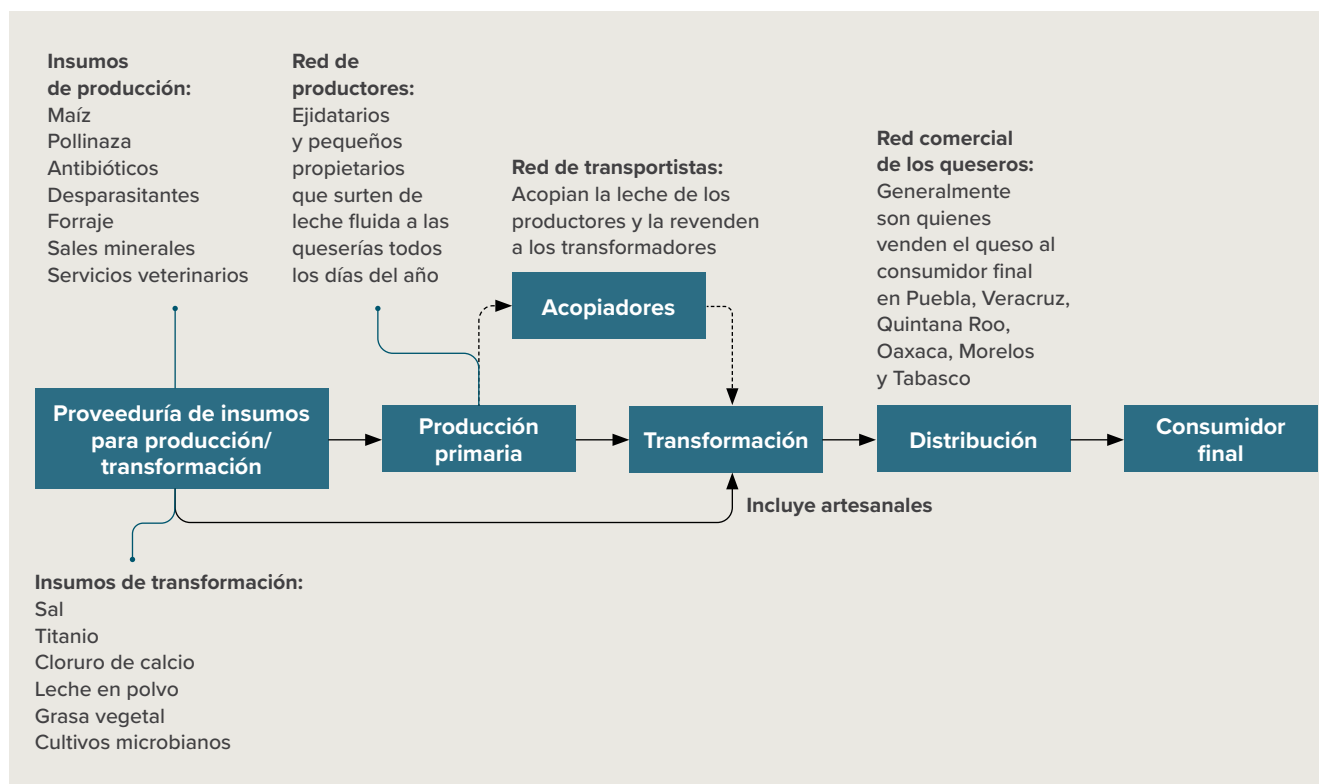 Insumos
de producción:
Maíz
Pollinaza
Antibióticos
Desparasitantes
Forraje
Sales minerales
Servicios veterinarios
Red de
productores:
Ejidatarios
y pequeños
propietarios
que surten de
leche fluida a las
queserías todos
los días del año
Red de transportistas:
Acopian la leche de los
productores y la revenden
a los transformadores
Red comercial
de los queseros:
Generalmente
son quienes
venden el queso al
consumidor final
en Puebla, Veracruz,
Quintana Roo,
Oaxaca, Morelos
y Tabasco
Acopiadores
Proveeduría de insumos
para producción/
transformación
Producción
primaria
Transformación
Distribución
Consumidor
final
Incluye artesanales
Insumos de transformación:
Sal
Titanio
Cloruro de calcio
Leche en polvo
Grasa vegetal
Cultivos microbianos